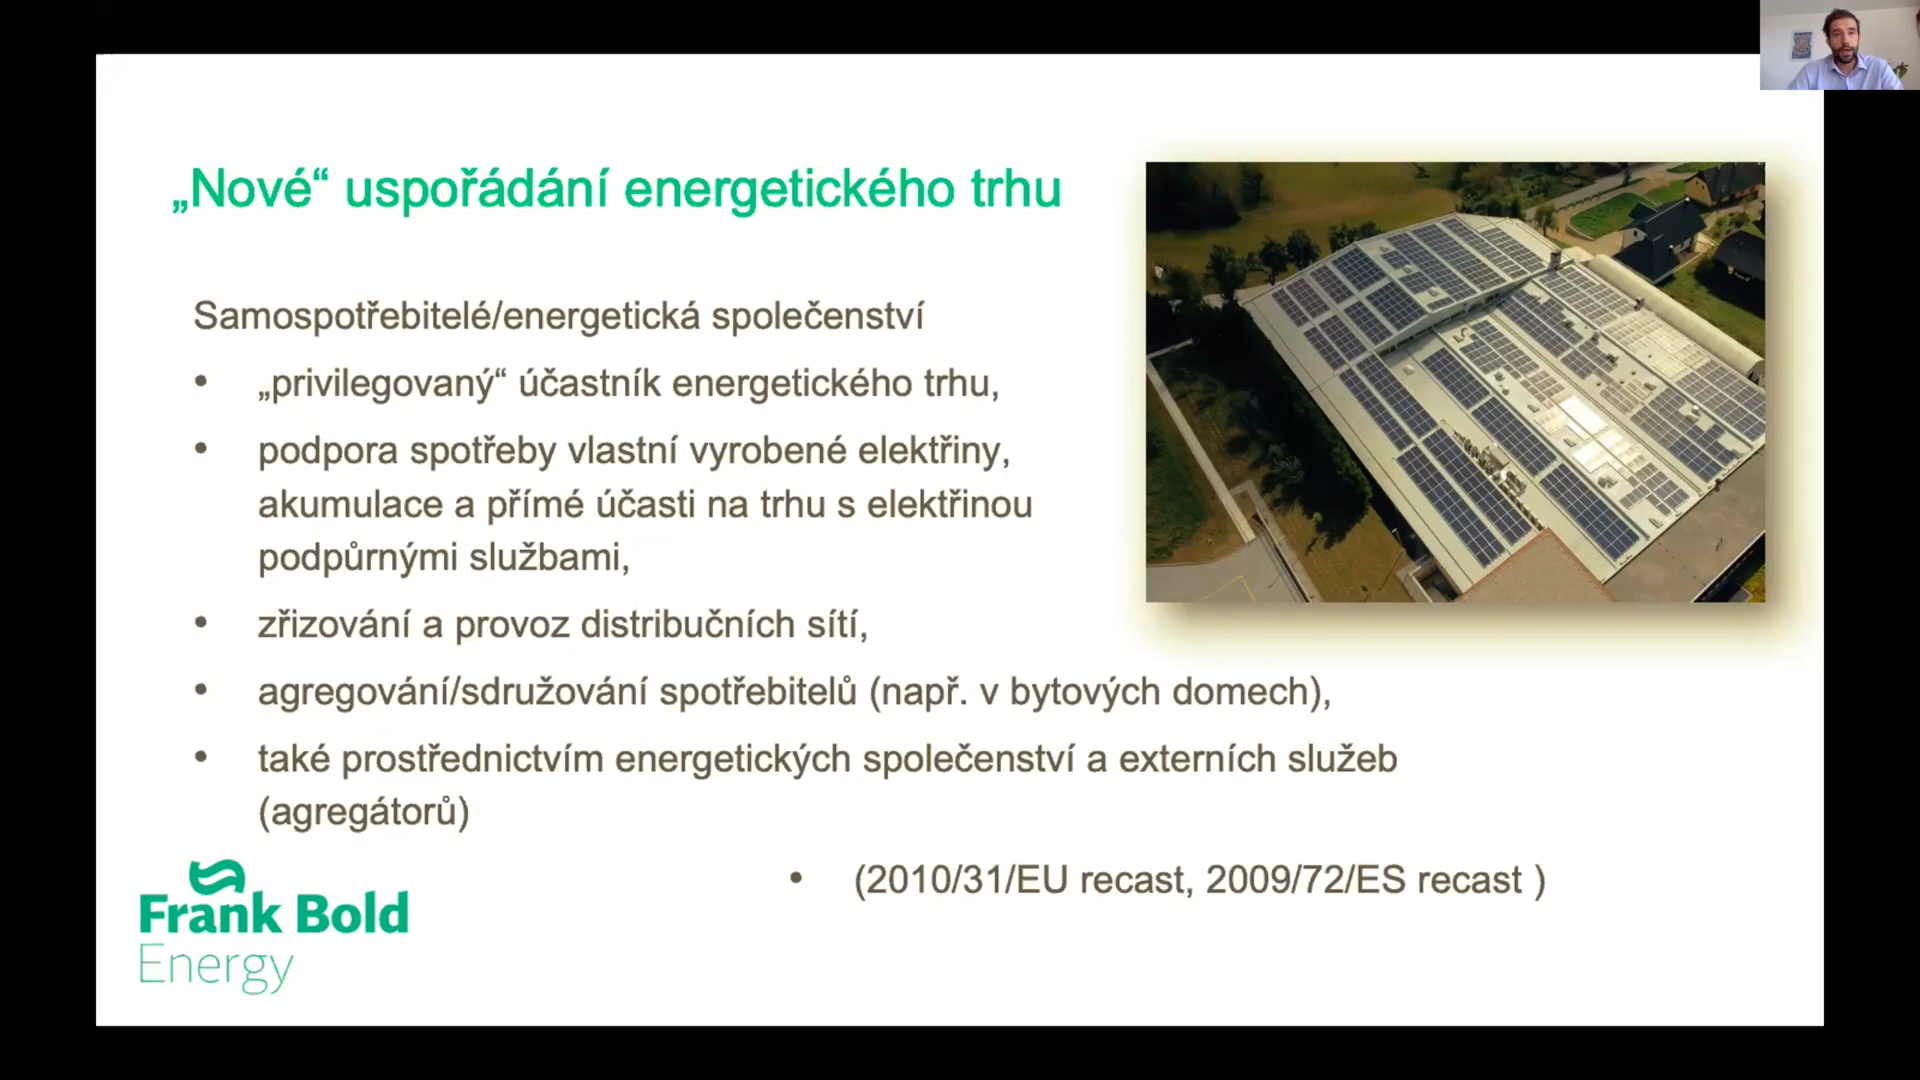 „Nové“ uspořádání energetického trhu
Samospotřebitelé/energetická společenství
• „privilegovaný“ účastník energetického trhu,
• podpora spotřeby vlastní vyrobené elektřiny,
akumulace a přímé účasti na trhu s elektřinou
podpůrnými službami,
• zřizování a provoz distribučních sítí,
• agregování/sdružování spotřebitelů (např. v bytových domech),
• také prostřednictvím energetických společenství a externích služeb
(agregátorů)
• (2010/31/EU recast, 2009/72/ES recast )
Frank Bold
Energy